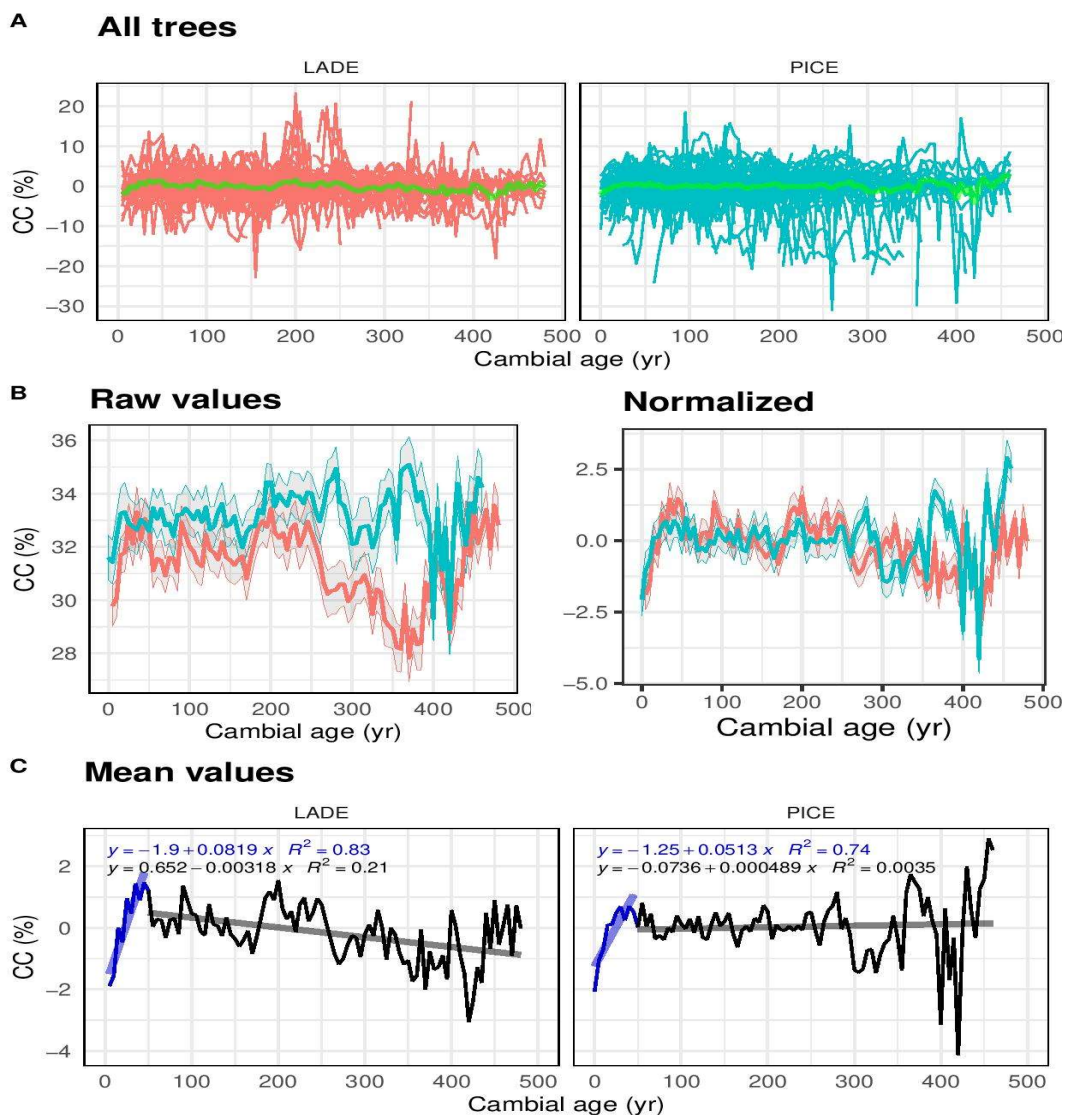 A
All trees
LADE
PICE
CC (%)
20
10
0
−10
−20
−30
0 100 200 300 400 500
0 100 200 300 400 500
Cambial age (yr)
B
Raw values
Normalized
CC (%)
36
34
32
30
28
0 100 200 300 400 500
Cambial age (yr)
CC (%)
2.5
0.0
−2.5
−5.0
0 100 200 300 400 500
Cambial age (yr)
C
Mean values
LADE
PICE
CC (%)
2
0
−2
−4
y = −1.9 + 0.0819 x R² = 0.83
y = 0.652 − 0.00318 x R² = 0.21
y = −1.25 + 0.0513 x R² = 0.74
y = −0.0736 + 0.000489 x R² = 0.0035
0 100 200 300 400 500
0 100 200 300 400 500
Cambial age (yr)